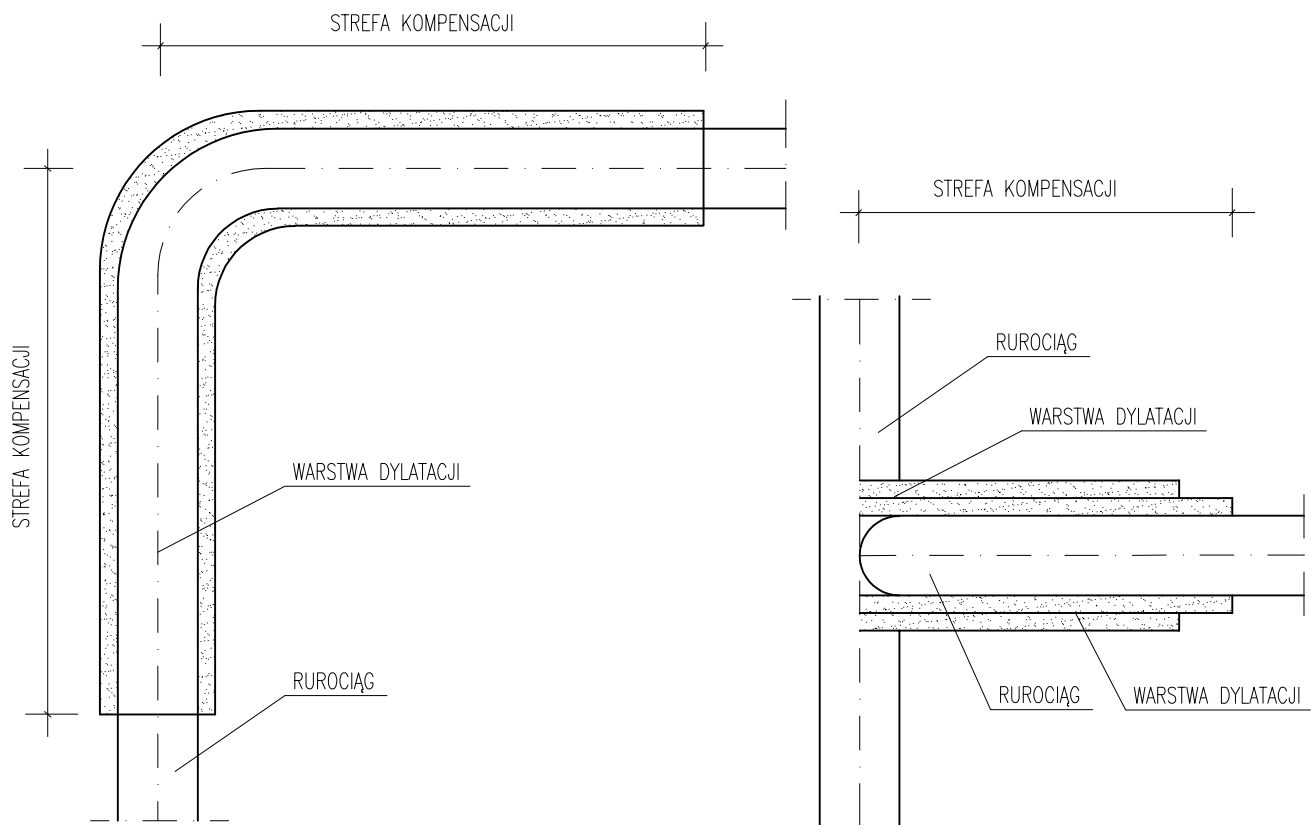 STREFA KOMPENSACJI
STREFA KOMPENSACJI
WARSTWA DYLATACJI
RUROCIĄG
STREFA KOMPENSACJI
RUROCIĄG
WARSTWA DYLATACJI
RUROCIĄG
WARSTWA DYLATACJI